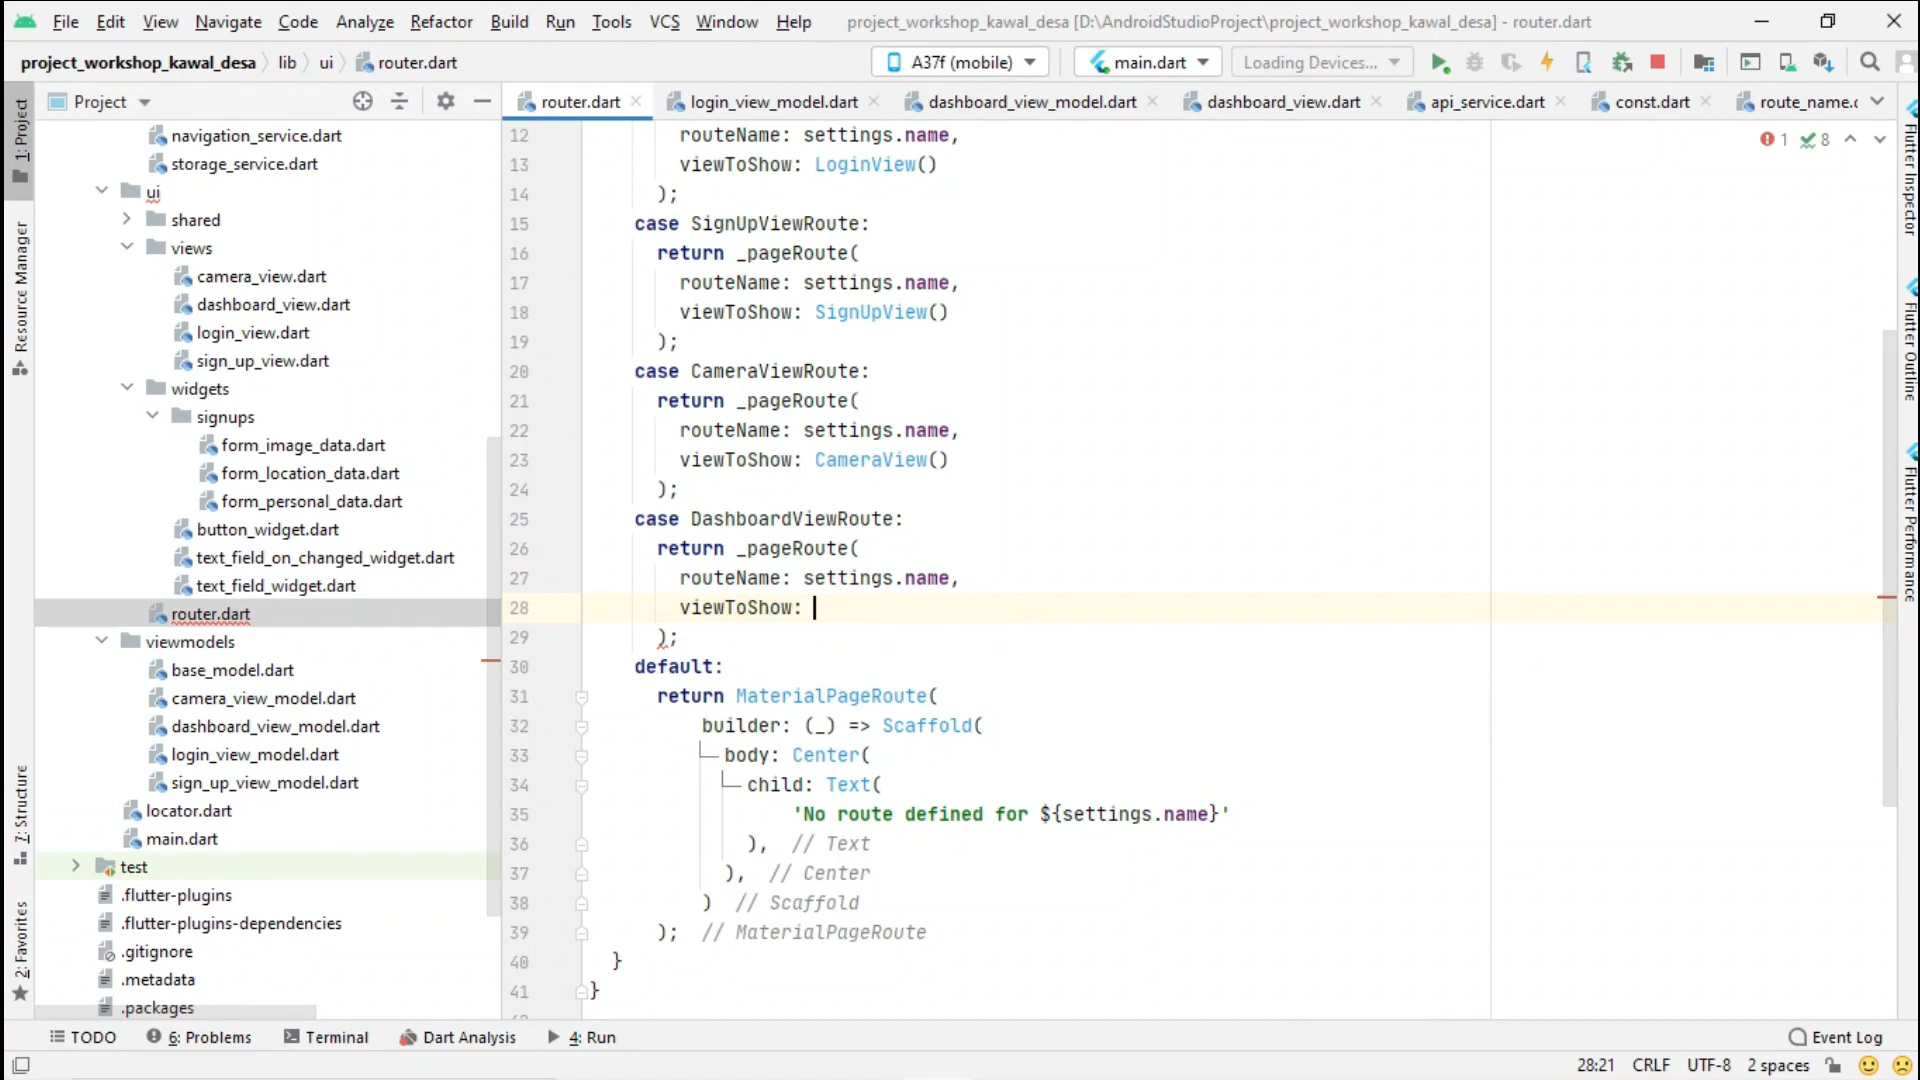 File Edit View Navigate Code Analyze Refactor Build Run Tools VCS Window Help project_workshop_kawal_desa [D:\AndroidStudioProject\project_workshop_kawal_desa] - router.dart
project_workshop_kawal_desa lib ui router.dart A37f (mobile) main.dart Loading Devices...
Project router.dart login_view_model.dart dashboard_view_model.dart dashboard_view.dart api_service.dart const.dart route_name.
1: Project
Resource Manager
7: Structure
2: Favorites
navigation_service.dart
storage_service.dart
ui
shared
views
camera_view.dart
dashboard_view.dart
login_view.dart
sign_up_view.dart
widgets
signups
form_image_data.dart
form_location_data.dart
form_personal_data.dart
button_widget.dart
text_field_on_changed_widget.dart
text_field_widget.dart
router.dart
viewmodels
base_model.dart
camera_view_model.dart
dashboard_view_model.dart
login_view_model.dart
sign_up_view_model.dart
locator.dart
main.dart
test
.flutter-plugins
.flutter-plugins-dependencies
.gitignore
.metadata
.packages
12 routeName: settings.name,
13 viewToShow: LoginView()
14 );
15 case SignUpViewRoute:
16 return _pageRoute(
17 routeName: settings.name,
18 viewToShow: SignUpView()
19 );
20 case CameraViewRoute:
21 return _pageRoute(
22 routeName: settings.name,
23 viewToShow: CameraView()
24 );
25 case DashboardViewRoute:
26 return _pageRoute(
27 routeName: settings.name,
28 viewToShow:
29 );
30 default:
31 return MaterialPageRoute(
32 builder: (_) => Scaffold(
33 body: Center(
34 child: Text(
35 'No route defined for ${settings.name}'
36 ), // Text
37 ), // Center
38 ) // Scaffold
39 ); // MaterialPageRoute
40 }
41 }
1 8
Flutter Inspector
Flutter Outline
Flutter Performance
TODO 6: Problems Terminal Dart Analysis 4: Run Event Log
28:21 CRLF UTF-8 2 spaces